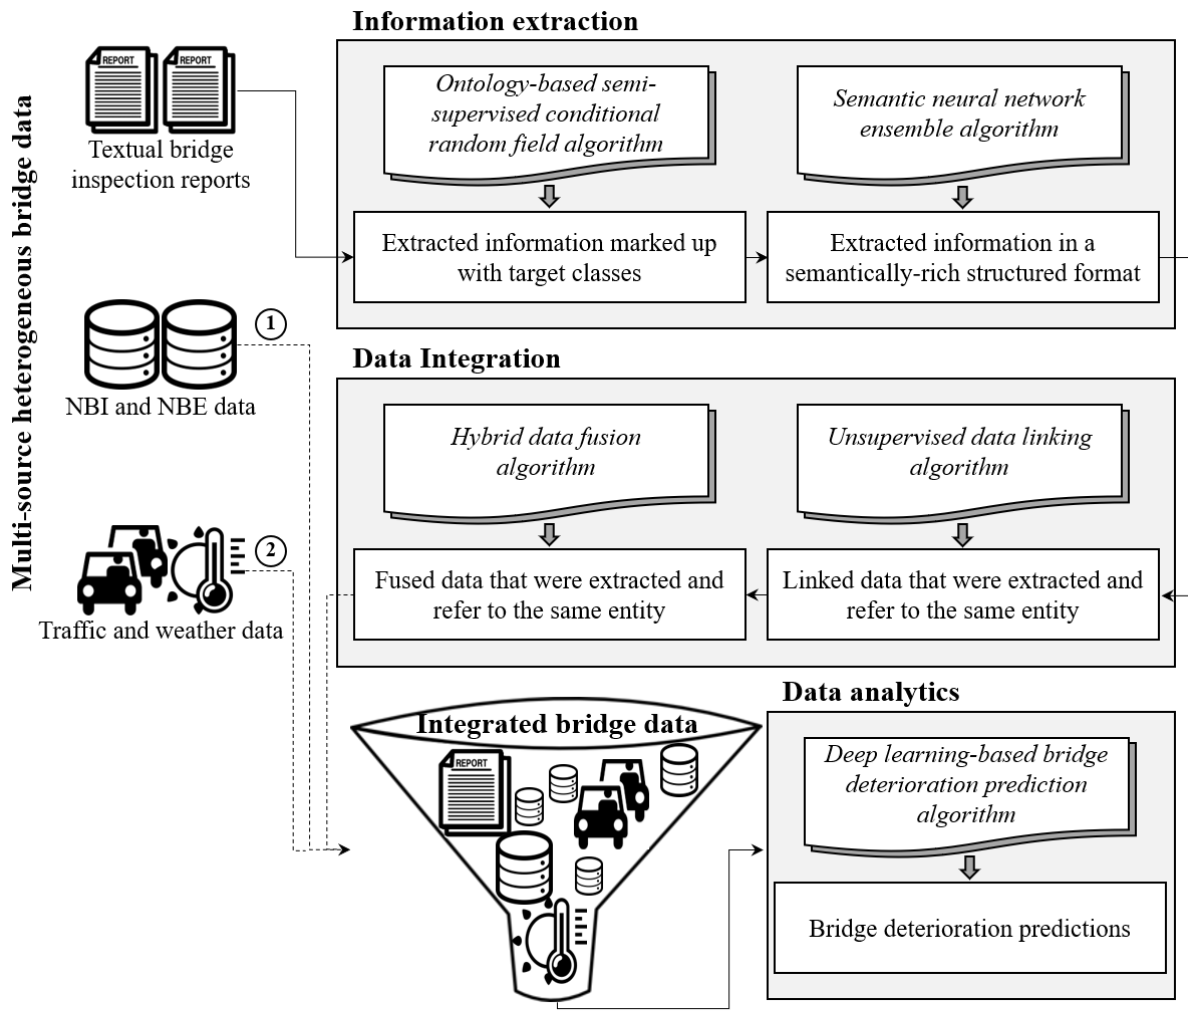 Multi-source heterogeneous bridge data
REPORT
REPORT
Textual bridge
inspection reports
1
NBI and NBE data
2
Traffic and weather data
Information extraction
Ontology-based semi-
supervised conditional
random field algorithm
Semantic neural network
ensemble algorithm
Extracted information marked up
with target classes
Extracted information in a
semantically-rich structured format
Data Integration
Hybrid data fusion
algorithm
Unsupervised data linking
algorithm
Fused data that were extracted and
refer to the same entity
Linked data that were extracted and
refer to the same entity
Integrated bridge data
REPORT
Data analytics
Deep learning-based bridge
deterioration prediction
algorithm
Bridge deterioration predictions